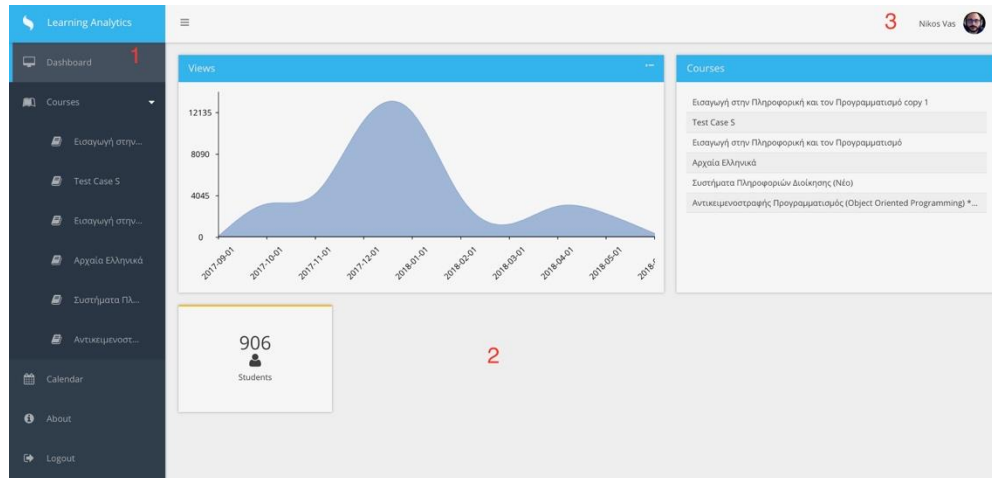 Learning Analytics
1
Dashboard
Courses
Εισαγωγή στην...
Test Case S
Εισαγωγή στην...
Αρχαία Ελληνικά
Συστήματα Πλ...
Αντικειμενοστ...
Calendar
About
Logout
3
Nikos Vas
Views
12135
8090
4045
0
2017-09-01
2017-10-01
2017-11-01
2017-12-01
2018-01-01
2018-02-01
2018-03-01
2018-04-01
2018-05-01
2018-
Courses
Εισαγωγή στην Πληροφορική και τον Προγραμματισμό copy 1
Test Case S
Εισαγωγή στην Πληροφορική και τον Προγραμματισμό
Αρχαία Ελληνικά
Συστήματα Πληροφοριών Διοίκησης (Νέο)
Αντικειμενοστραφής Προγραμματισμός (Object Oriented Programming) *...
906
Students
2